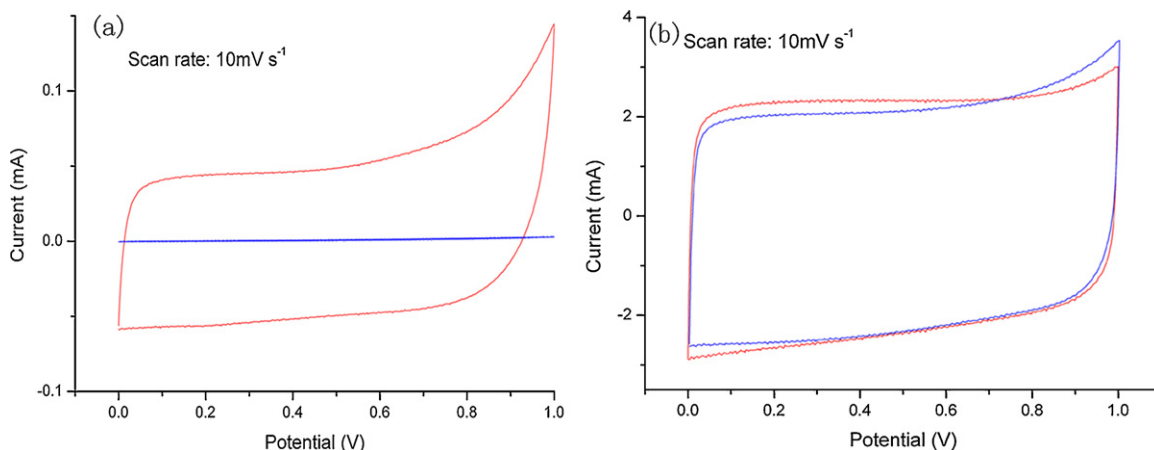 (a)
Scan rate: 10mV s⁻¹
Current (mA)
0.1
0.0
-0.1
0.0 0.2 0.4 0.6 0.8 1.0
Potential (V)
(b)
Scan rate: 10mV s⁻¹
Current (mA)
4
2
0
-2
0.0 0.2 0.4 0.6 0.8 1.0
Potential (V)